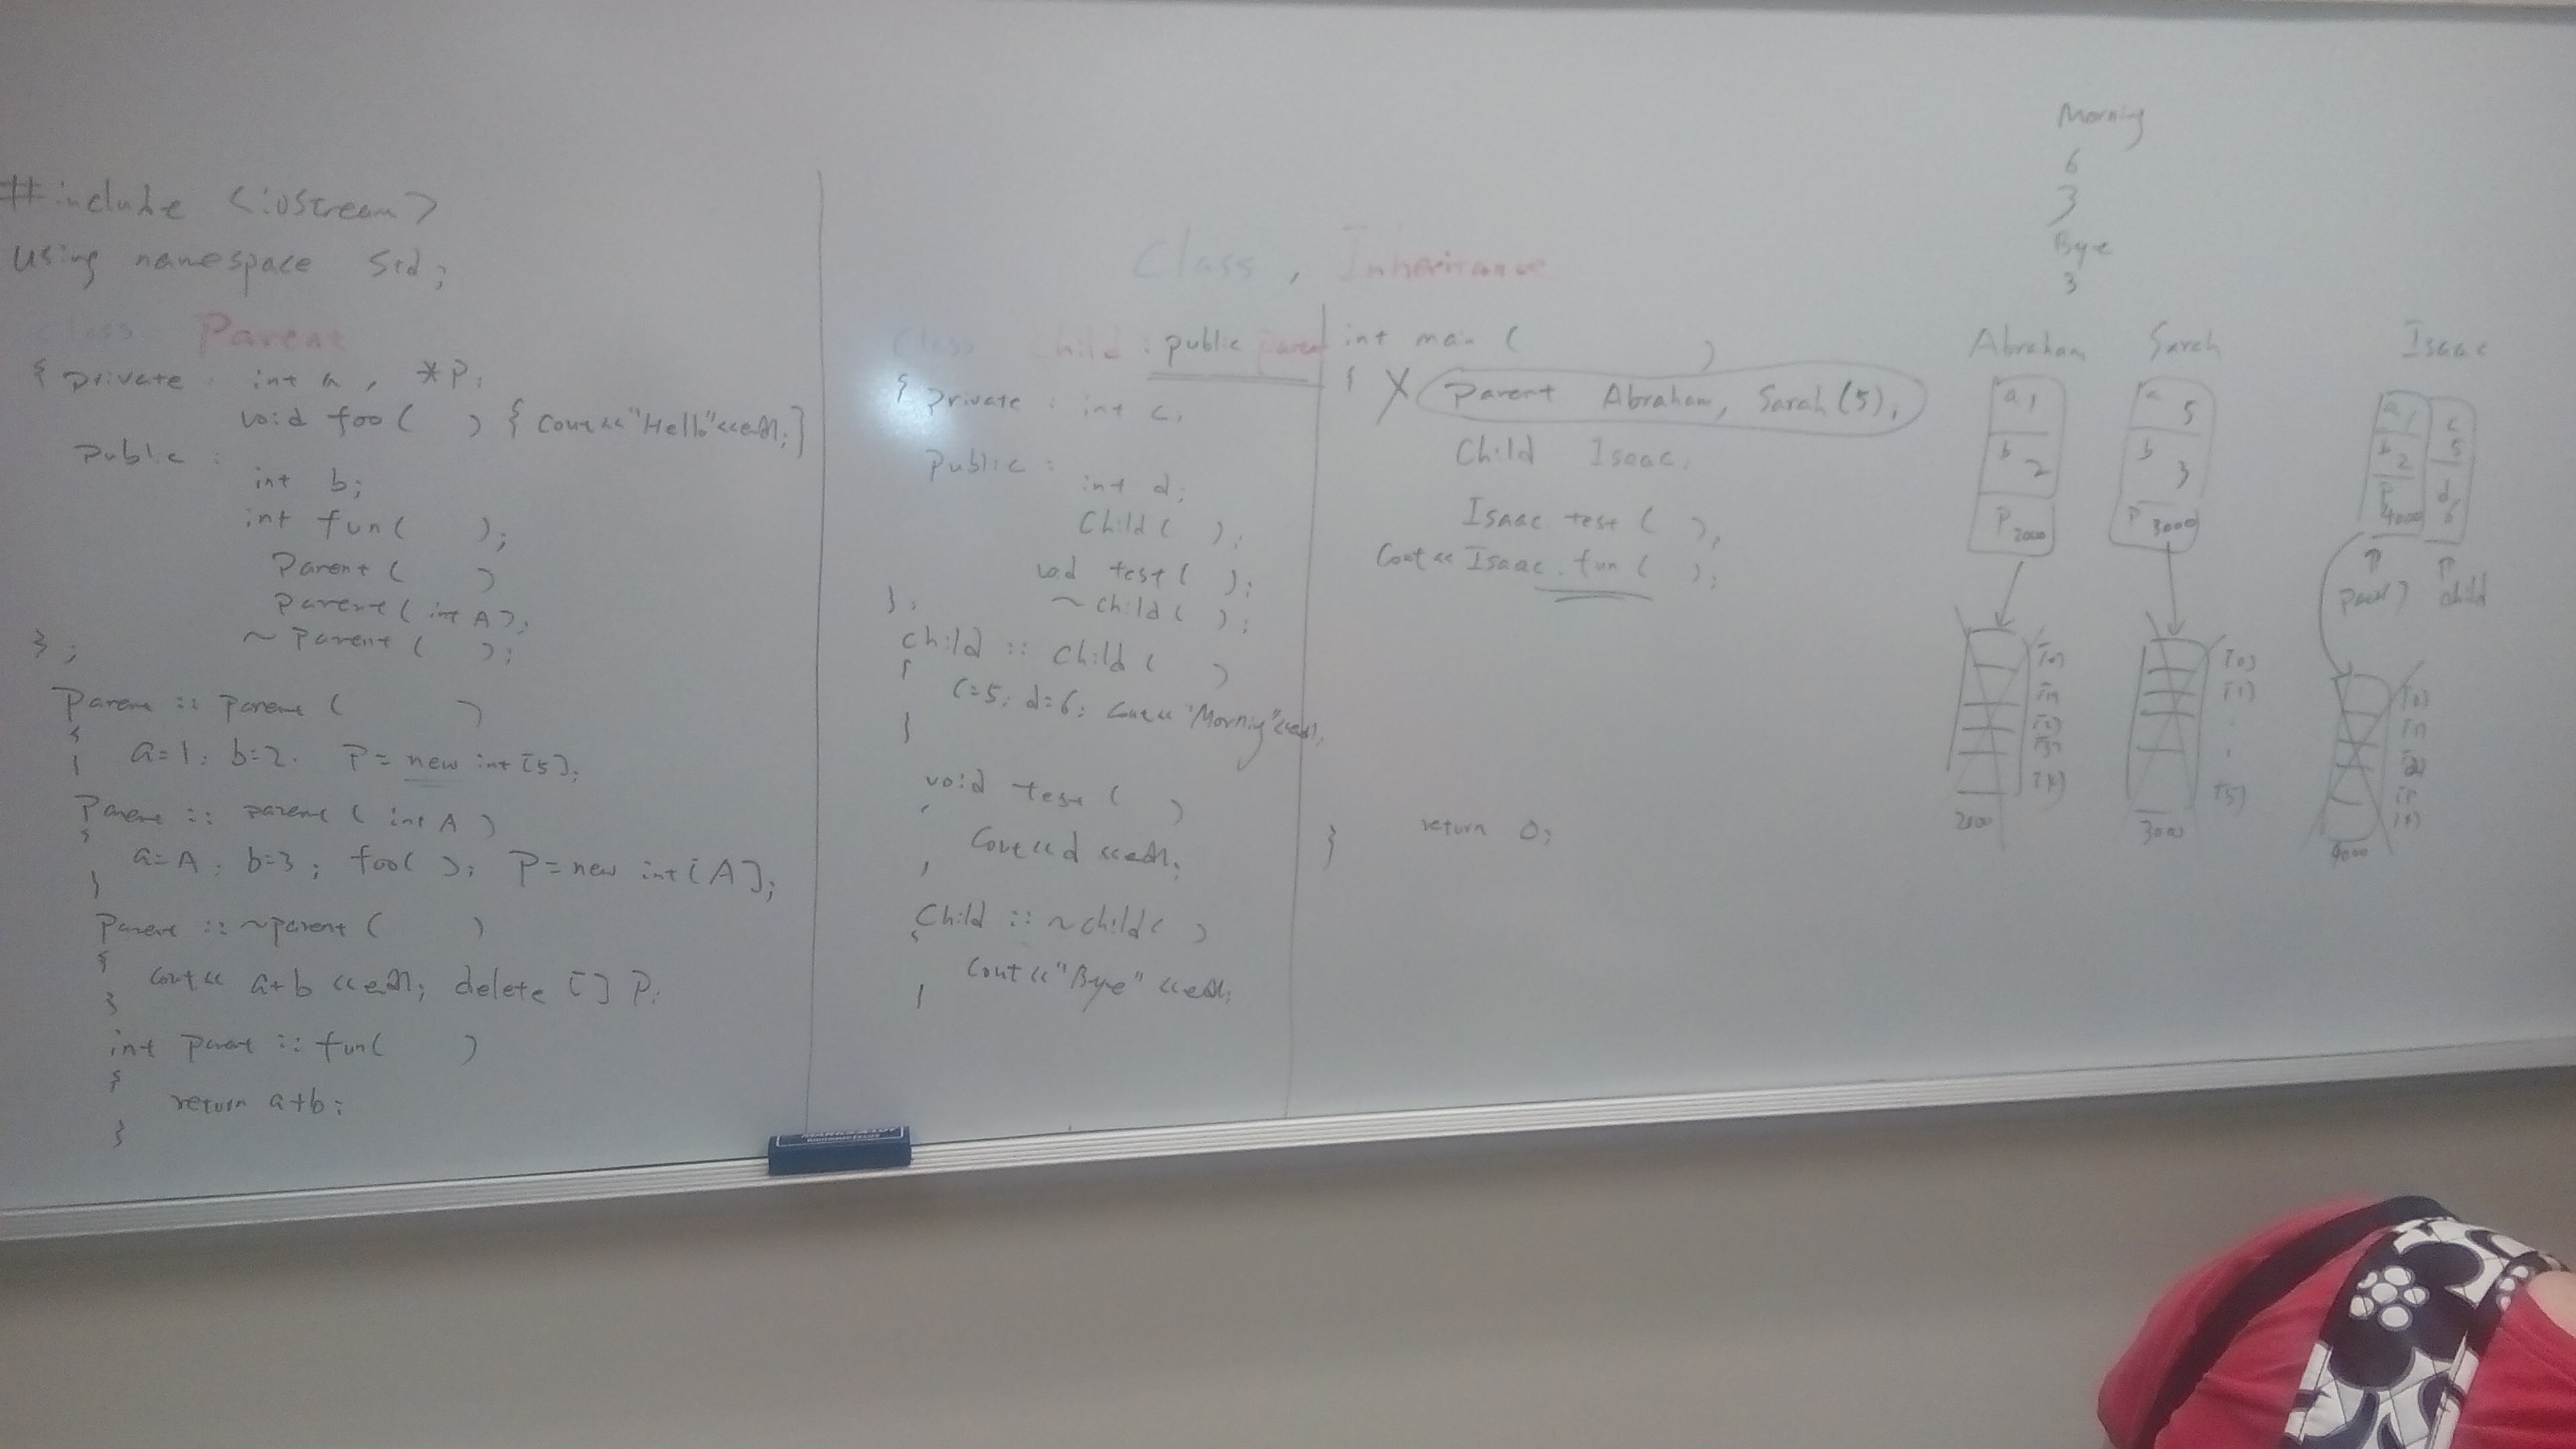 #include <iostream>
using namespace std;
class Parent
{ private : int a , *P;
void foo( ) { cout<<"Hello"<<endl;}
Public :
int b;
int fun( );
Parent ( )
Parent(int A);
~ Parent ( );
};
Parent :: Parent ( )
{
a=1; b=2. P= new int[5];
}
Parent :: parent ( int A )
{
a=A; b=3; foo( ); P=new int[A];
}
Parent :: ~parent ( )
{
cout<< a+b <<endl; delete [] P;
}
int Parent :: fun( )
{
return a+b;
}
Class , Inheritance
Class Child : public parent
{ private : int c,
Public :
int d;
Child ( );
void test( );
~ child ( );
};
child :: Child ( )
{
c=5; d=6; cout<< "Morning"<<endl;
}
void test ( )
{
cout<<d <<endl;
}
Child :: ~child( )
{
cout<<"Bye" <<endl;
}
int main ( )
{ X Parent Abraham, Sarah(5);
Child Isaac,
Isaac. test ( );
cout<< Isaac. fun ( );
return 0;
}
Morning
6
3
Bye
3
Abraham Sarah Isaac
a 1
b 2
P 2000
[0]
[1]
[2]
[3]
[4]
2000
a 5
b 3
P 3000
[0]
[1]
[5]
3000
a 1 c 5
b 2 d 6
P 4000
child
[0]
[1]
[2]
[4]
4000